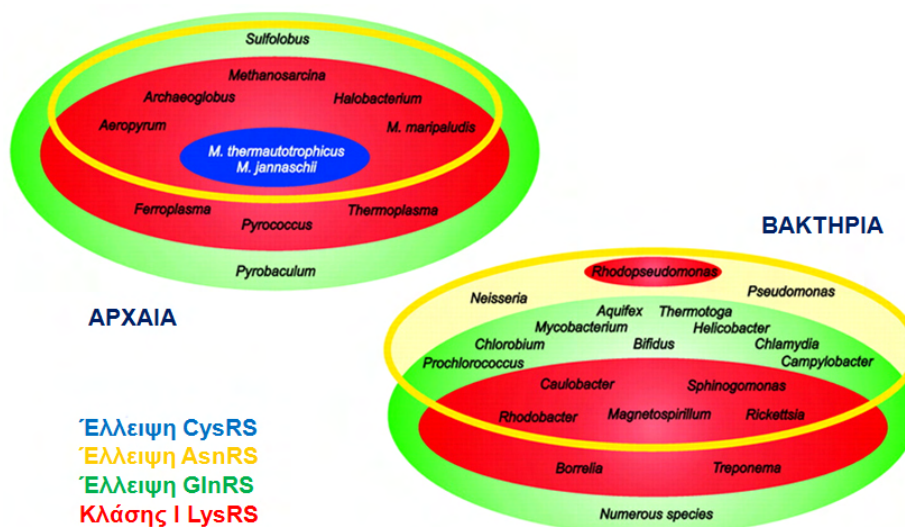 Sulfolobus
Methanosarcina
Archaeoglobus
Halobacterium
Aeropyrum
M. maripaludis
M. thermautotrophicus
M. jannaschii
Ferroplasma
Thermoplasma
Pyrococcus
Pyrobaculum
ΑΡΧΑΙΑ
ΒΑΚΤΗΡΙΑ
Rhodopseudomonas
Neisseria
Pseudomonas
Aquifex
Thermotoga
Mycobacterium
Helicobacter
Chlorobium
Bifidus
Chlamydia
Prochlorococcus
Campylobacter
Caulobacter
Sphinogomonas
Rhodobacter
Magnetospirillum
Rickettsia
Borrelia
Treponema
Numerous species
Έλλειψη CysRS
Έλλειψη AsnRS
Έλλειψη GlnRS
Κλάσης Ι LysRS